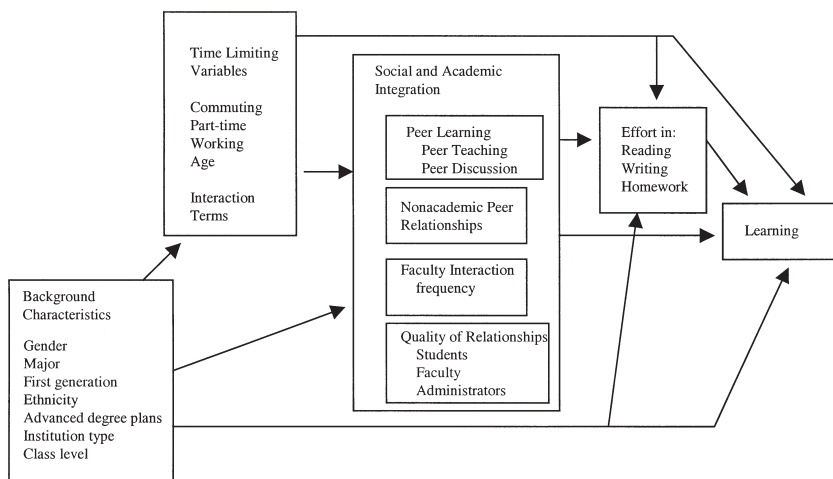 Time Limiting
Variables
Commuting
Part-time
Working
Age
Interaction
Terms
Background
Characteristics
Gender
Major
First generation
Ethnicity
Advanced degree plans
Institution type
Class level
Social and Academic
Integration
Peer Learning
Peer Teaching
Peer Discussion
Nonacademic Peer
Relationships
Faculty Interaction
frequency
Quality of Relationships
Students
Faculty
Administrators
Effort in:
Reading
Writing
Homework
Learning